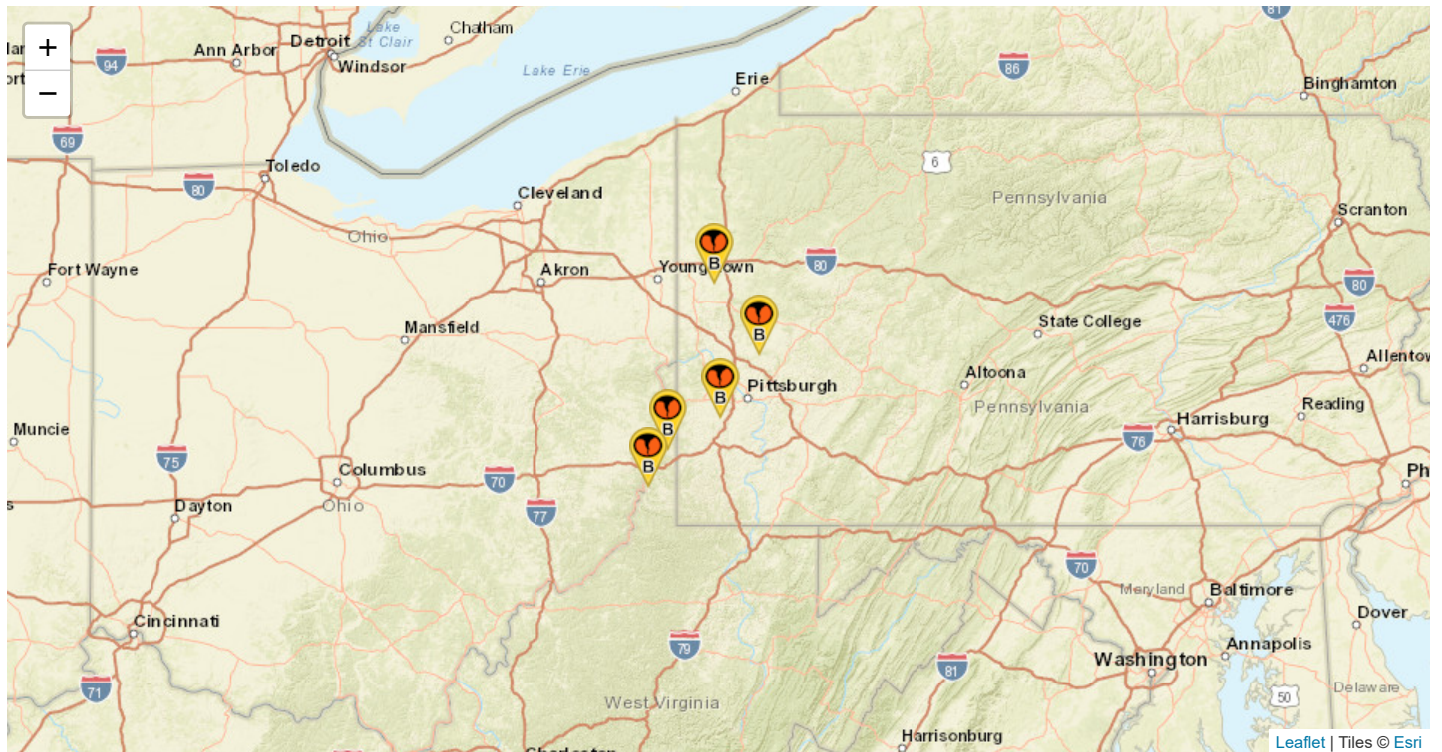 81
Chatham
Lake
St Clair
Detroit
Ann Arbor
Windsor
94
+
−
Lake Erie
86
Erie
Binghamton
69
6
Toledo
80
Cleveland
Pennsylvania
Scranton
Ohio
B
80
Fort Wayne
Akron
80
476
State College
Mansfield
B
Altoona
B
Pittsburgh
Pennsylvania
Reading
Harrisburg
B
76
Muncie
75
Columbus
70
B
Ohio
Dayton
77
70
Maryland
Baltimore
Dover
Cincinnati
79
Annapolis
Washington
81
71
50
Delaware
West Virginia
Harrisonburg
Leaflet | Tiles © Esri